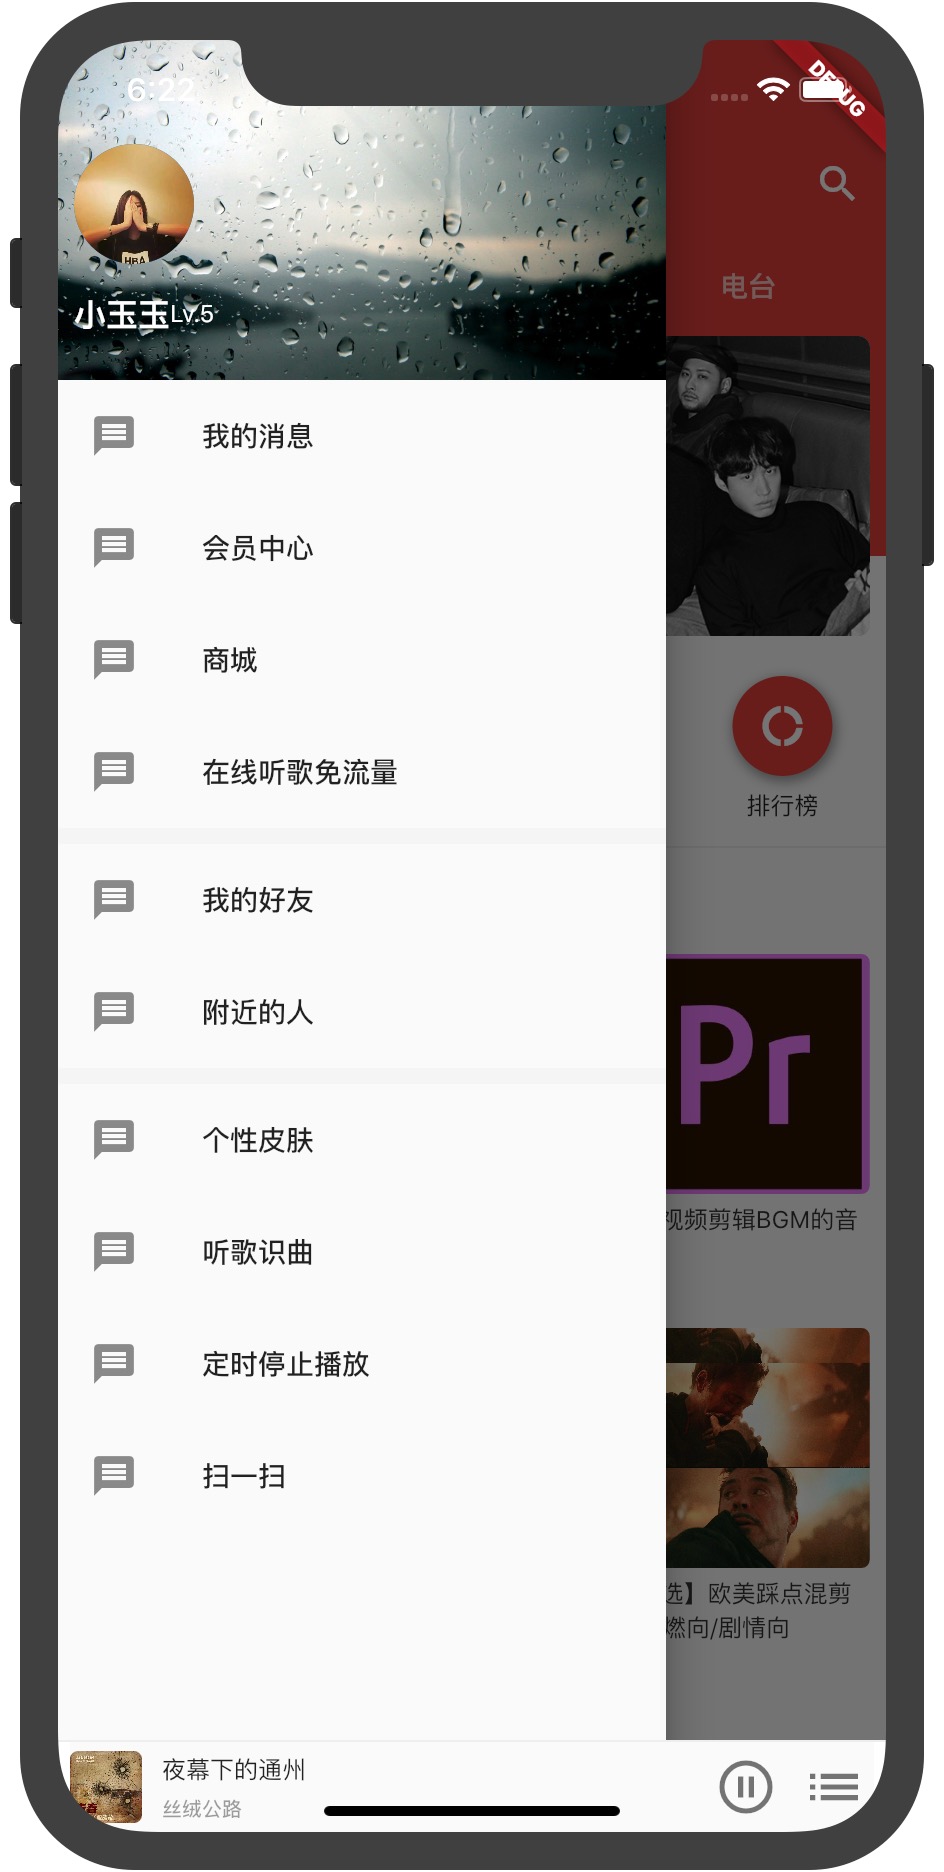 6:22
DEBUG
HBA
小玉玉Lv.5
电台
我的消息
会员中心
商城
在线听歌免流量
排行榜
我的好友
附近的人
Pr
个性皮肤
视频剪辑BGM的音
听歌识曲
定时停止播放
扫一扫
选】欧美踩点混剪
燃向/剧情向
夜幕下的通州
丝绒公路